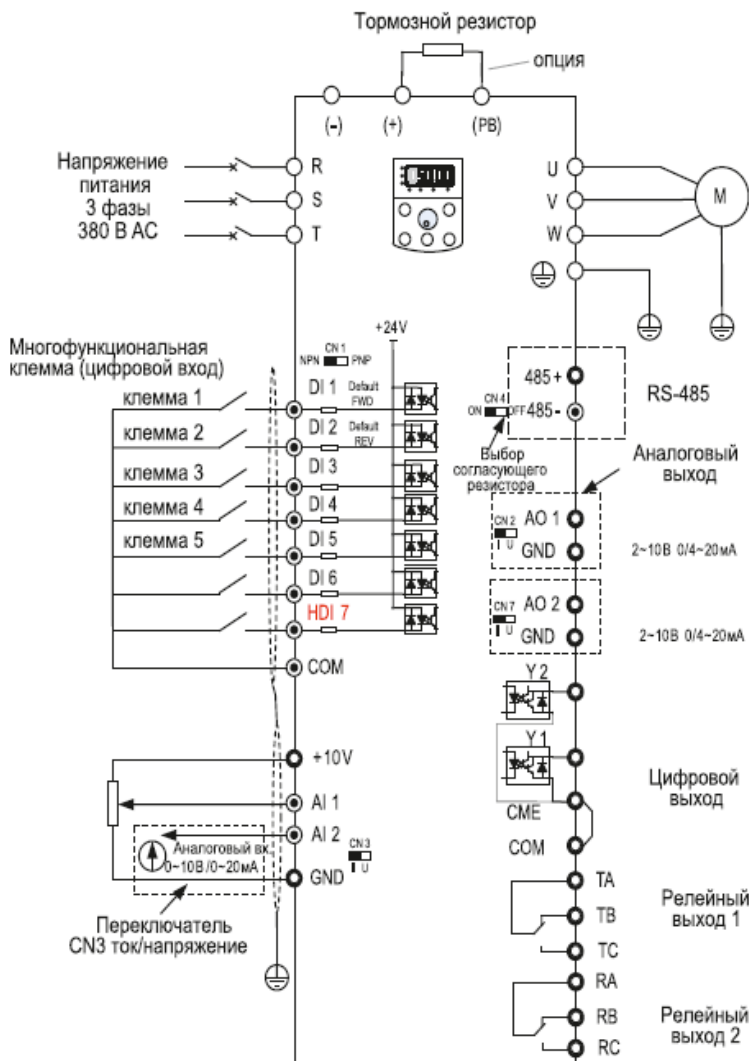 Тормозной резистор
опция
(-)
(+)
(PB)
Напряжение
питания
3 фазы
380 В AC
R
S
T
U
V
W
M
Многофункциональная
клемма (цифровой вход)
CN 1
NPN
PNP
+24V
клемма 1
DI 1
Default
FWD
клемма 2
DI 2
Default
REV
клемма 3
DI 3
клемма 4
DI 4
клемма 5
DI 5
DI 6
HDI 7
COM
485+
CN 4
ON
OFF
485-
RS-485
Выбор
согласующего
резистора
Аналоговый
выход
CN 2
I U
AO 1
GND
2~10В 0/4~20мА
CN 7
I U
AO 2
GND
2~10В 0/4~20мА
Y 2
Y 1
CME
COM
Цифровой
выход
+10V
AI 1
AI 2
Аналоговый вх.
0~10В/0~20мА
CN 3
I U
GND
Переключатель
CN3 ток/напряжение
TA
TB
TC
Релейный
выход 1
RA
RB
RC
Релейный
выход 2